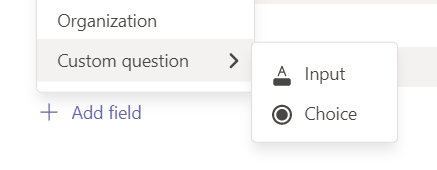 Organization
Custom question
Input
Choice
Add field